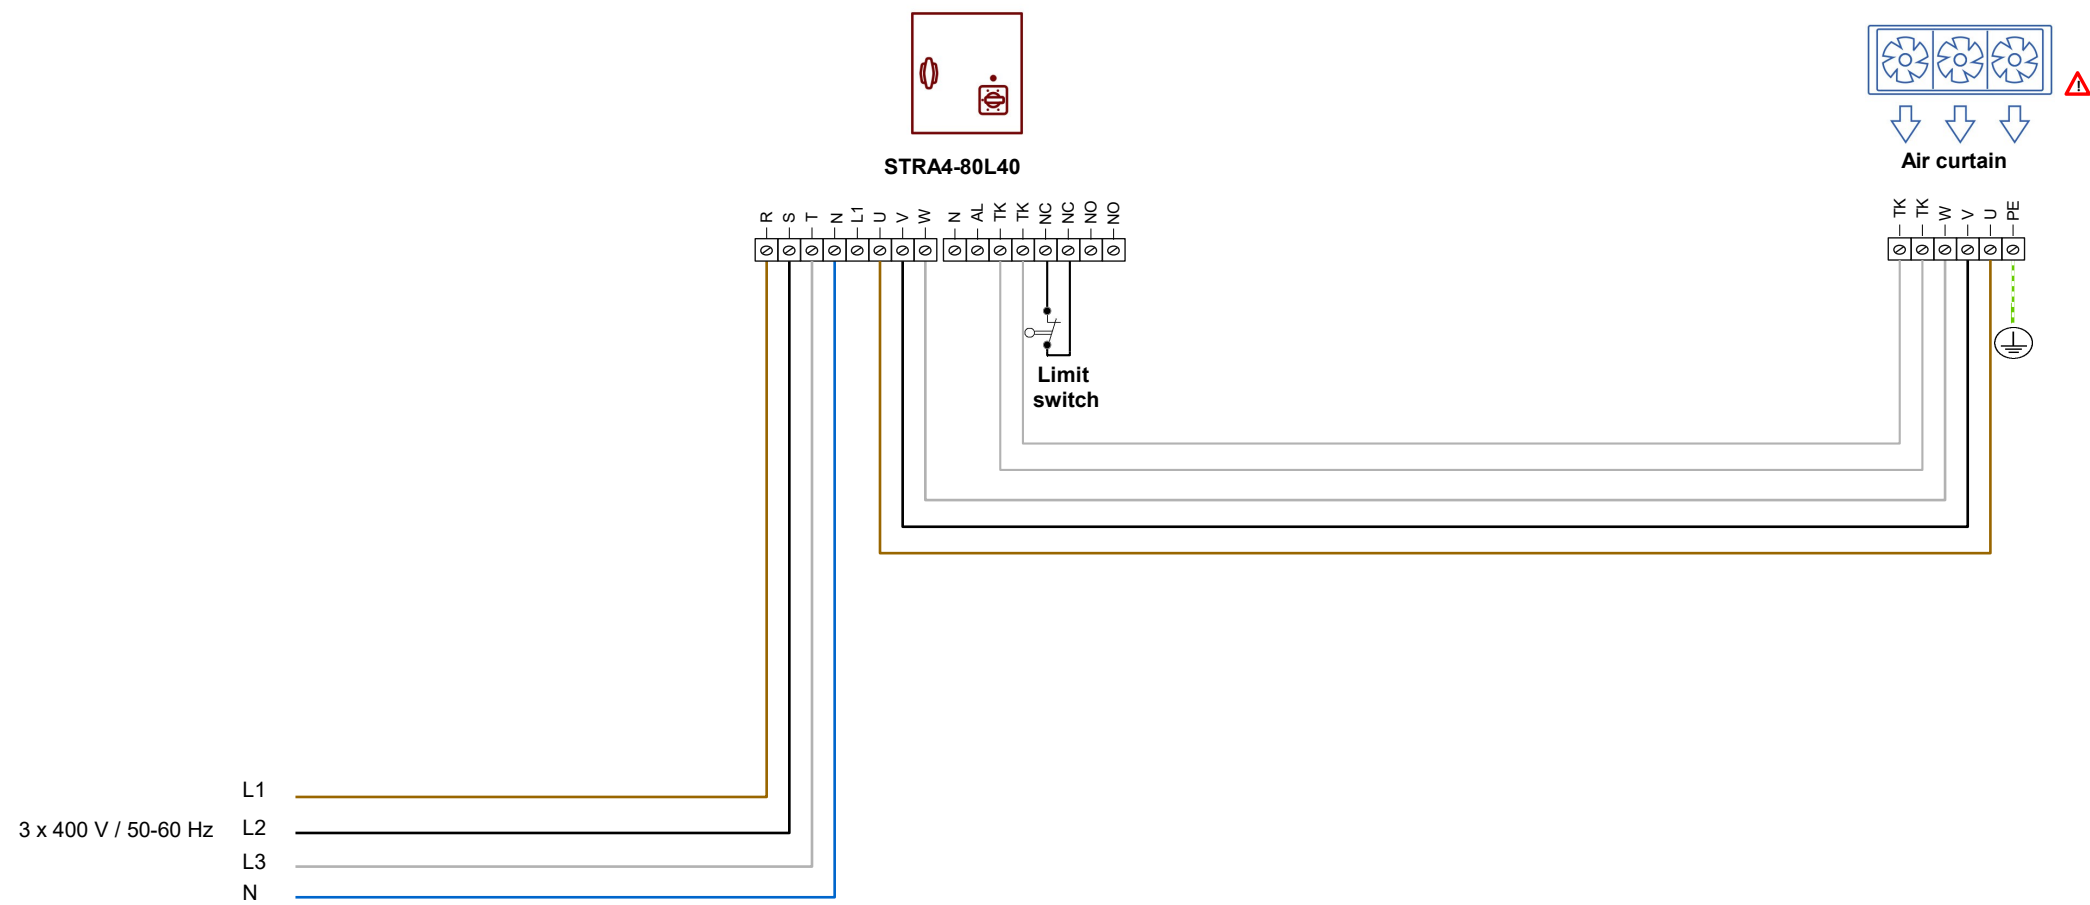 STRA4-80L40
Air curtain
R S T N L1 U V W N AL TK TK NC NC NO NO
TK TK W V U PE
Limit
switch
L1
3 x 400 V / 50-60 Hz L2
L3
N